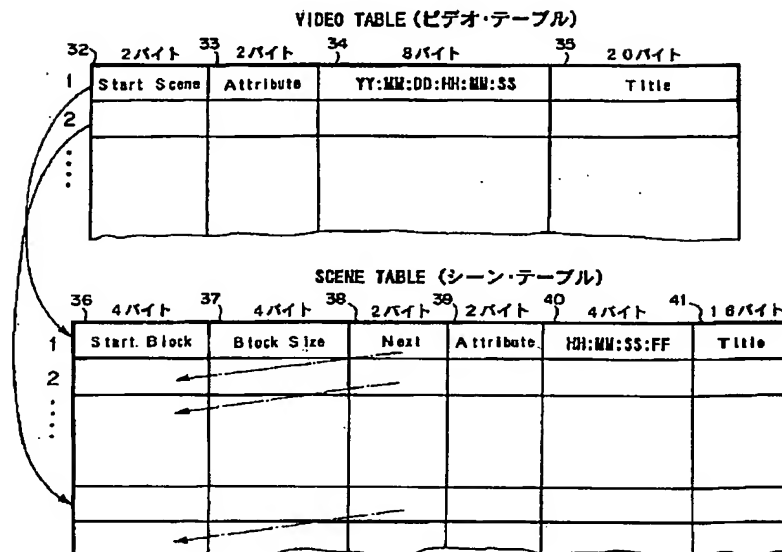 VIDEO TABLE (ビデオ・テーブル)
32 2バイト 33 2バイト 34 8バイト 35 20バイト
1 Start Scene Attribute YY:MM:DD:HH:MM:SS Title
2
SCENE TABLE (シーン・テーブル)
36 4バイト 37 4バイト 38 2バイト 39 2バイト 40 4バイト 41 16バイト
1 Start Block Block Size Next Attribute HH:MM:SS:FF Title
2